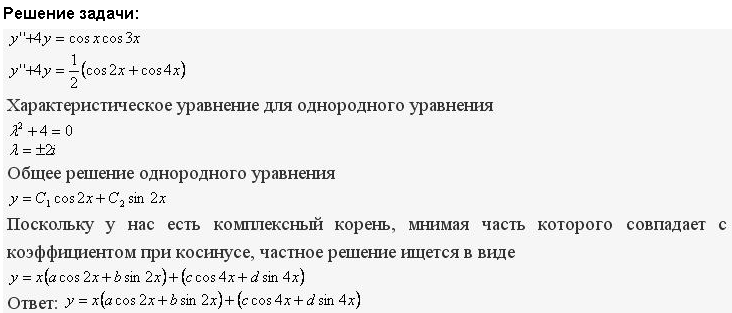 Решение задачи:
y''+4y = cos x cos 3x
y''+4y = 1/2 (cos 2x + cos 4x)
Характеристическое уравнение для однородного уравнения
λ² + 4 = 0
λ = ±2i
Общее решение однородного уравнения
y = C₁ cos 2x + C₂ sin 2x
Поскольку у нас есть комплексный корень, мнимая часть которого совпадает с
коэффициентом при косинусе, частное решение ищется в виде
y = x(a cos 2x + b sin 2x) + (c cos 4x + d sin 4x)
Ответ: y = x(a cos 2x + b sin 2x) + (c cos 4x + d sin 4x)